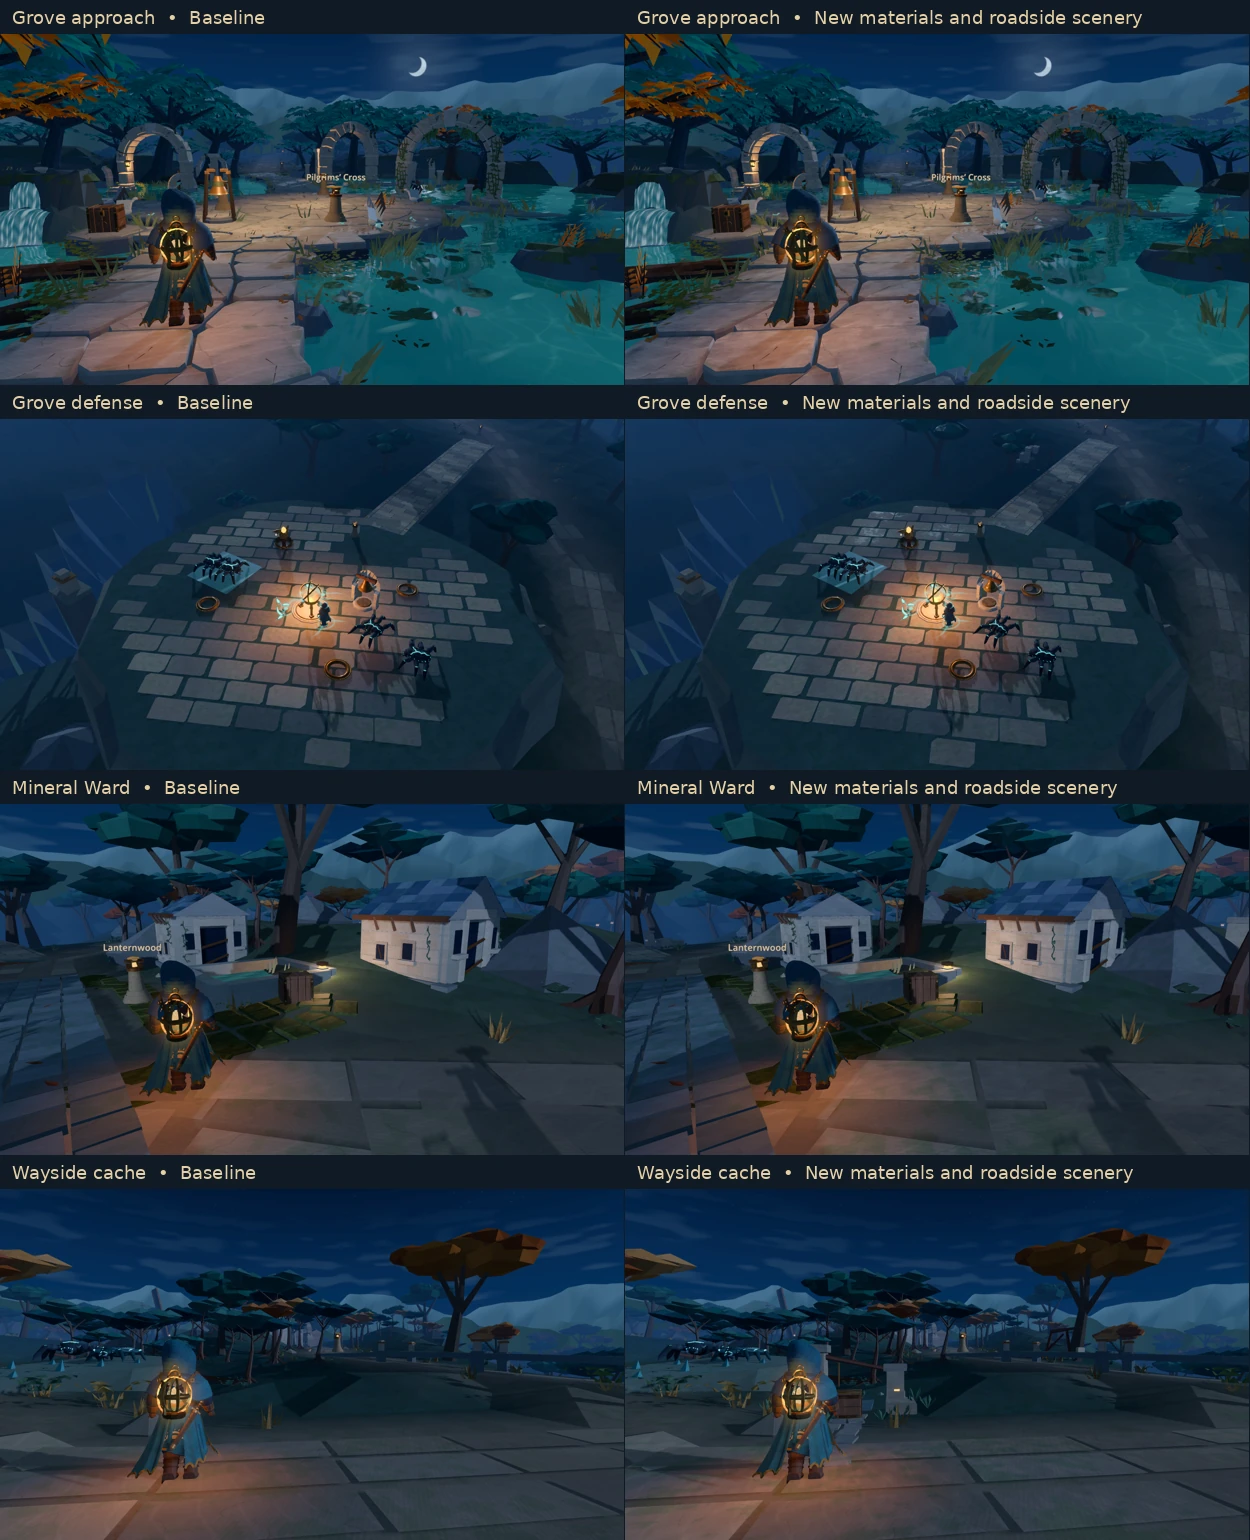 Grove approach • Baseline
Grove approach • New materials and roadside scenery
Pilgrims' Cross
Pilgrims' Cross
Grove defense • Baseline
Grove defense • New materials and roadside scenery
Mineral Ward • Baseline
Mineral Ward • New materials and roadside scenery
Lanternwood
Lanternwood
Wayside cache • Baseline
Wayside cache • New materials and roadside scenery